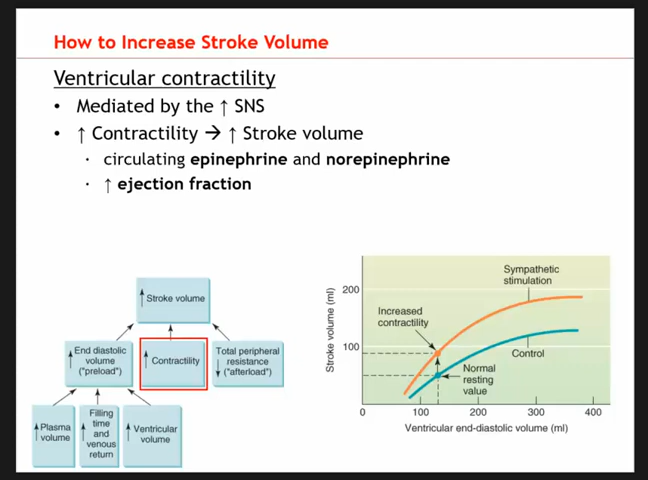 How to Increase Stroke Volume
Ventricular contractility
• Mediated by the ↑ SNS
• ↑ Contractility → ↑ Stroke volume
· circulating epinephrine and norepinephrine
· ↑ ejection fraction
↑ Stroke volume
↑ End diastolic
volume
("preload")
↑ Contractility
Total peripheral
resistance
↓ ("afterload")
↑ Plasma
volume
↑ Filling
time
and
venous
return
↑ Ventricular
volume
Stroke volume (ml)
200
100
Sympathetic
stimulation
Increased
contractility
Control
Normal
resting
value
0
100
200
300
400
Ventricular end-diastolic volume (ml)